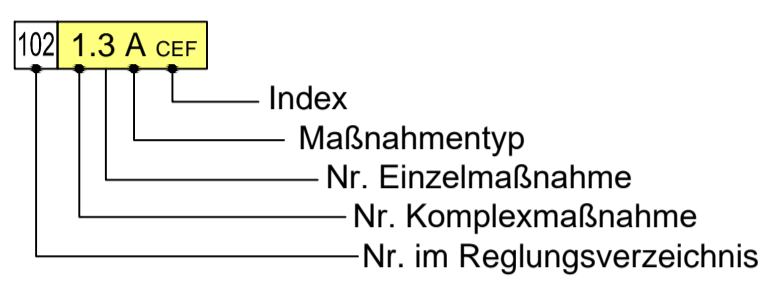 102 1.3 A CEF
Index
Maßnahmentyp
Nr. Einzelmaßnahme
Nr. Komplexmaßnahme
Nr. im Reglungsverzeichnis